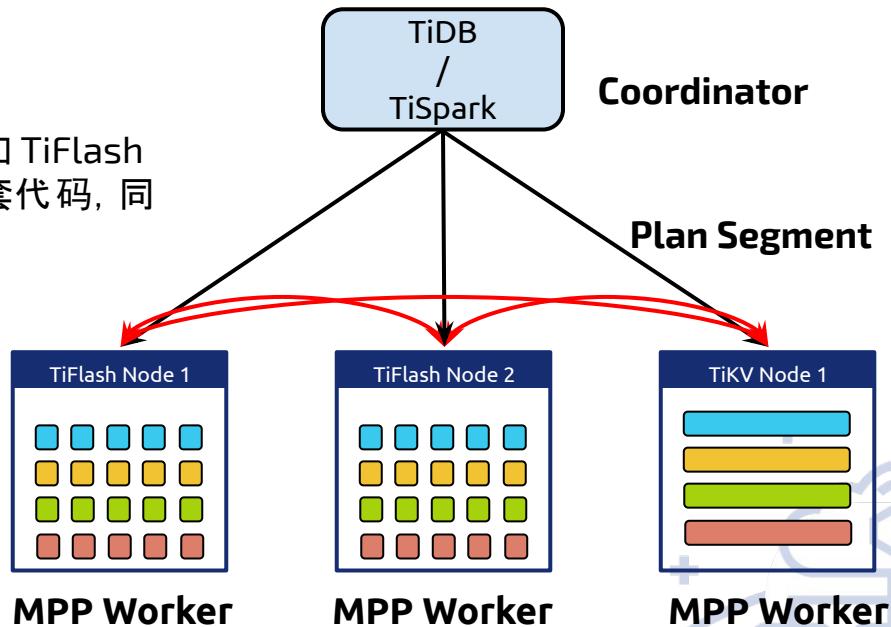 TiDB
/
TiSpark
Coordinator
TiFlash
代码, 同
Plan Segment
TiFlash Node 1
TiFlash Node 2
TiKV Node 1
MPP Worker
MPP Worker
MPP Worker